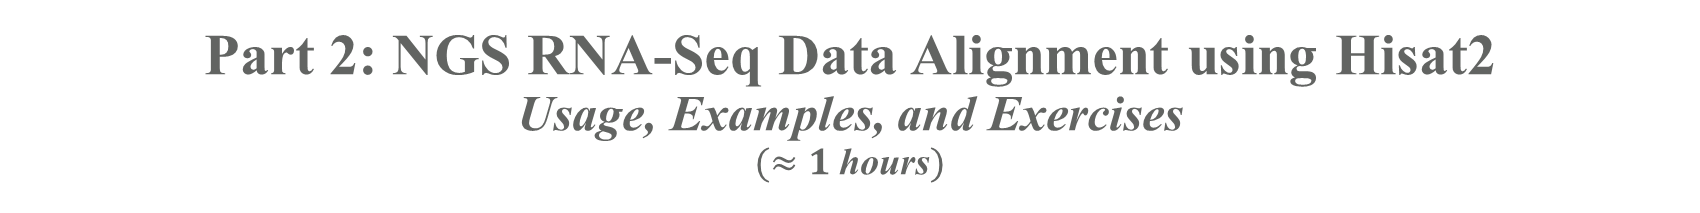 Part 2: NGS RNA-Seq Data Alignment using Hisat2
Usage, Examples, and Exercises
(≈ 1 hours)